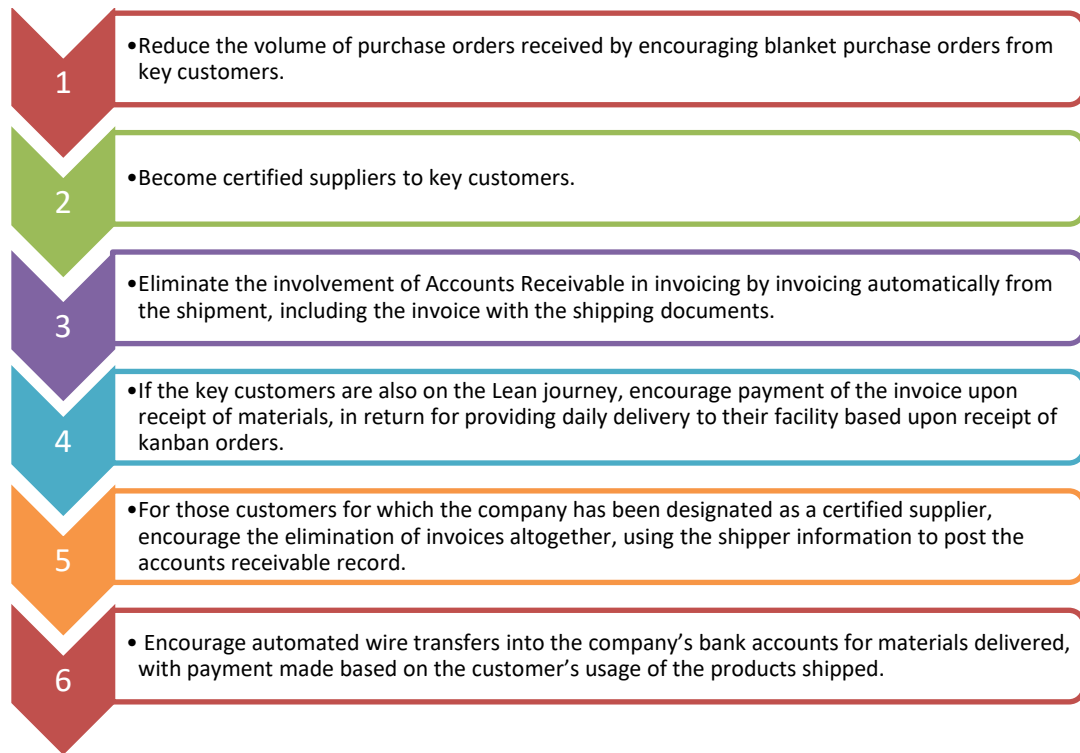 1
•Reduce the volume of purchase orders received by encouraging blanket purchase orders from
key customers.
2
•Become certified suppliers to key customers.
3
•Eliminate the involvement of Accounts Receivable in invoicing by invoicing automatically from
the shipment, including the invoice with the shipping documents.
4
•If the key customers are also on the Lean journey, encourage payment of the invoice upon
receipt of materials, in return for providing daily delivery to their facility based upon receipt of
kanban orders.
5
•For those customers for which the company has been designated as a certified supplier,
encourage the elimination of invoices altogether, using the shipper information to post the
accounts receivable record.
6
• Encourage automated wire transfers into the company’s bank accounts for materials delivered,
with payment made based on the customer’s usage of the products shipped.